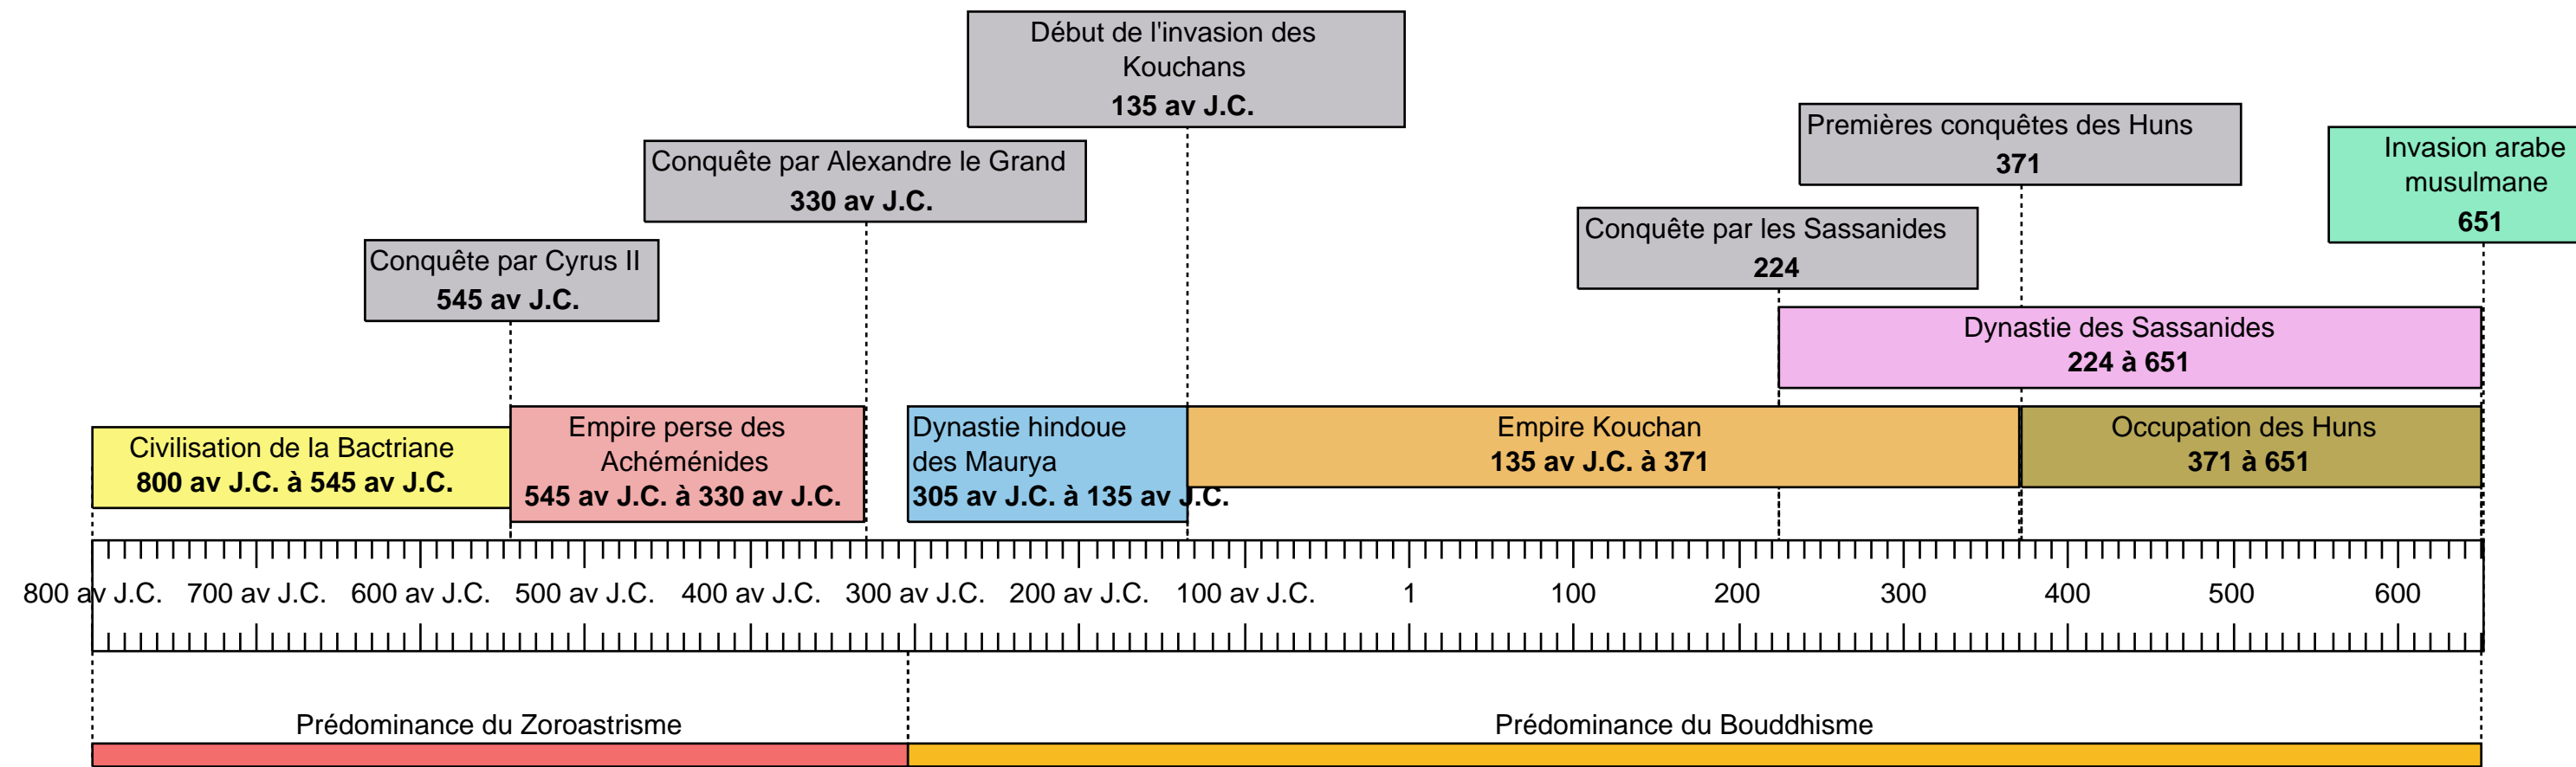 Début de l'invasion des
Kouchans
135 av J.C.
Premières conquêtes des Huns
371
Invasion arabe
musulmane
651
Conquête par Alexandre le Grand
330 av J.C.
Conquête par les Sassanides
224
Conquête par Cyrus II
545 av J.C.
Dynastie des Sassanides
224 à 651
Civilisation de la Bactriane
800 av J.C. à 545 av J.C.
Empire perse des
Achéménides
545 av J.C. à 330 av J.C.
Dynastie hindoue
des Maurya
305 av J.C. à 135 av J.C.
Empire Kouchan
135 av J.C. à 371
Occupation des Huns
371 à 651
800 av J.C. 700 av J.C. 600 av J.C. 500 av J.C. 400 av J.C. 300 av J.C. 200 av J.C. 100 av J.C. 1 100 200 300 400 500 600
Prédominance du Zoroastrisme
Prédominance du Bouddhisme